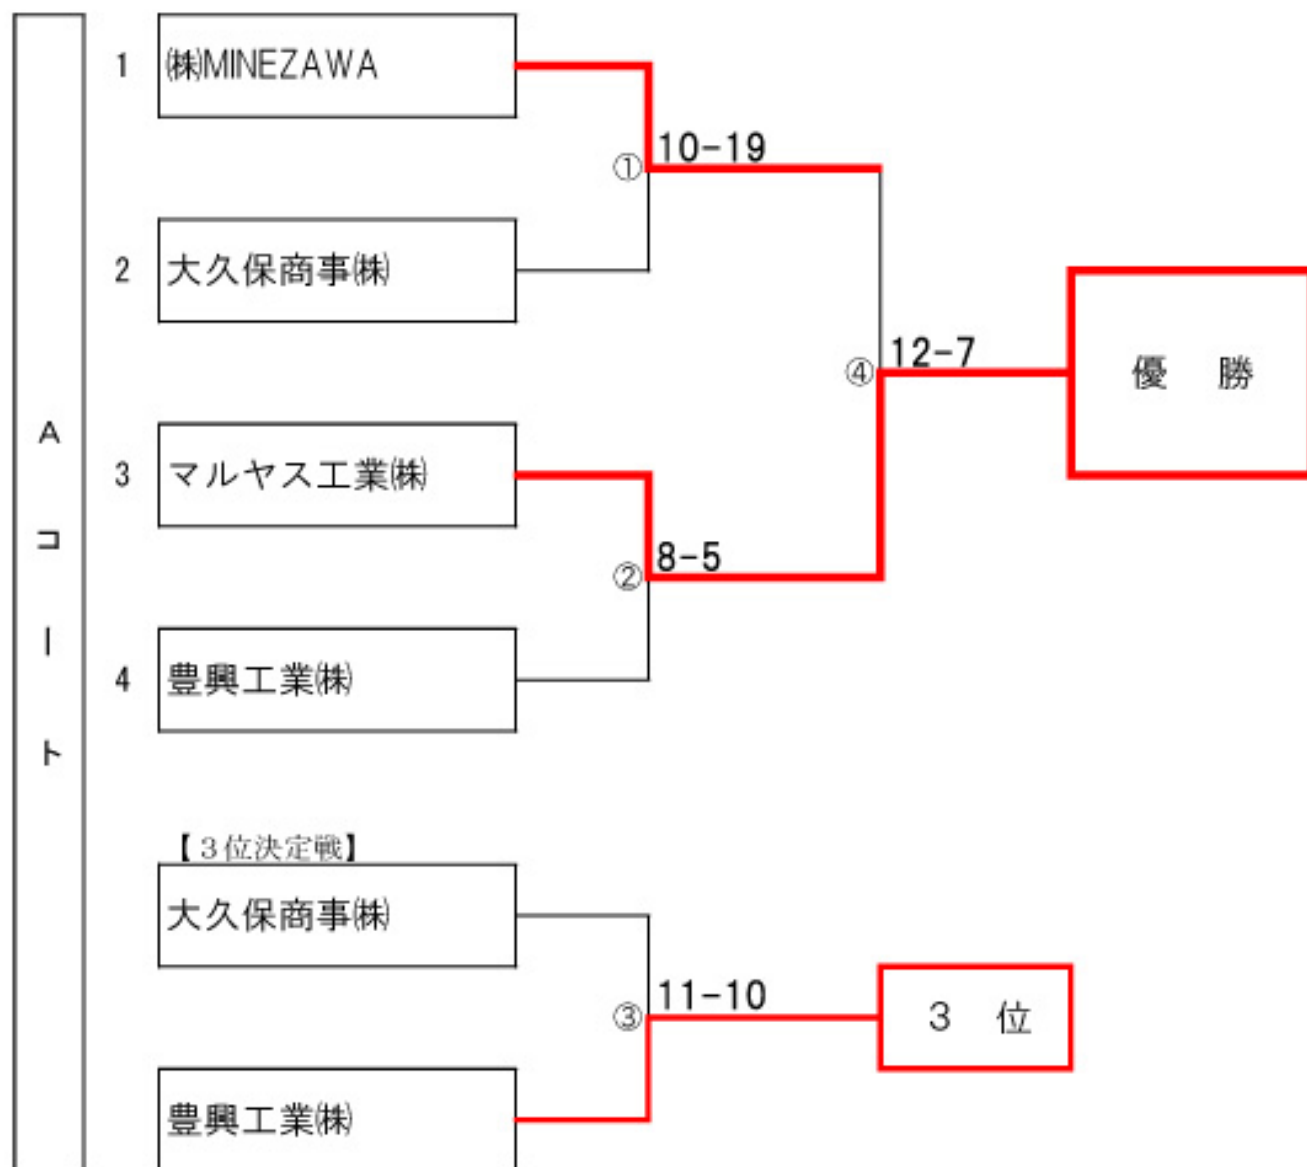 Aコート
1 ㈱MINEZAWA
① 10-19
2 大久保商事㈱
④ 12-7
優 勝
3 マルヤス工業㈱
② 8-5
4 豊興工業㈱
【３位決定戦】
大久保商事㈱
③ 11-10
３ 位
豊興工業㈱